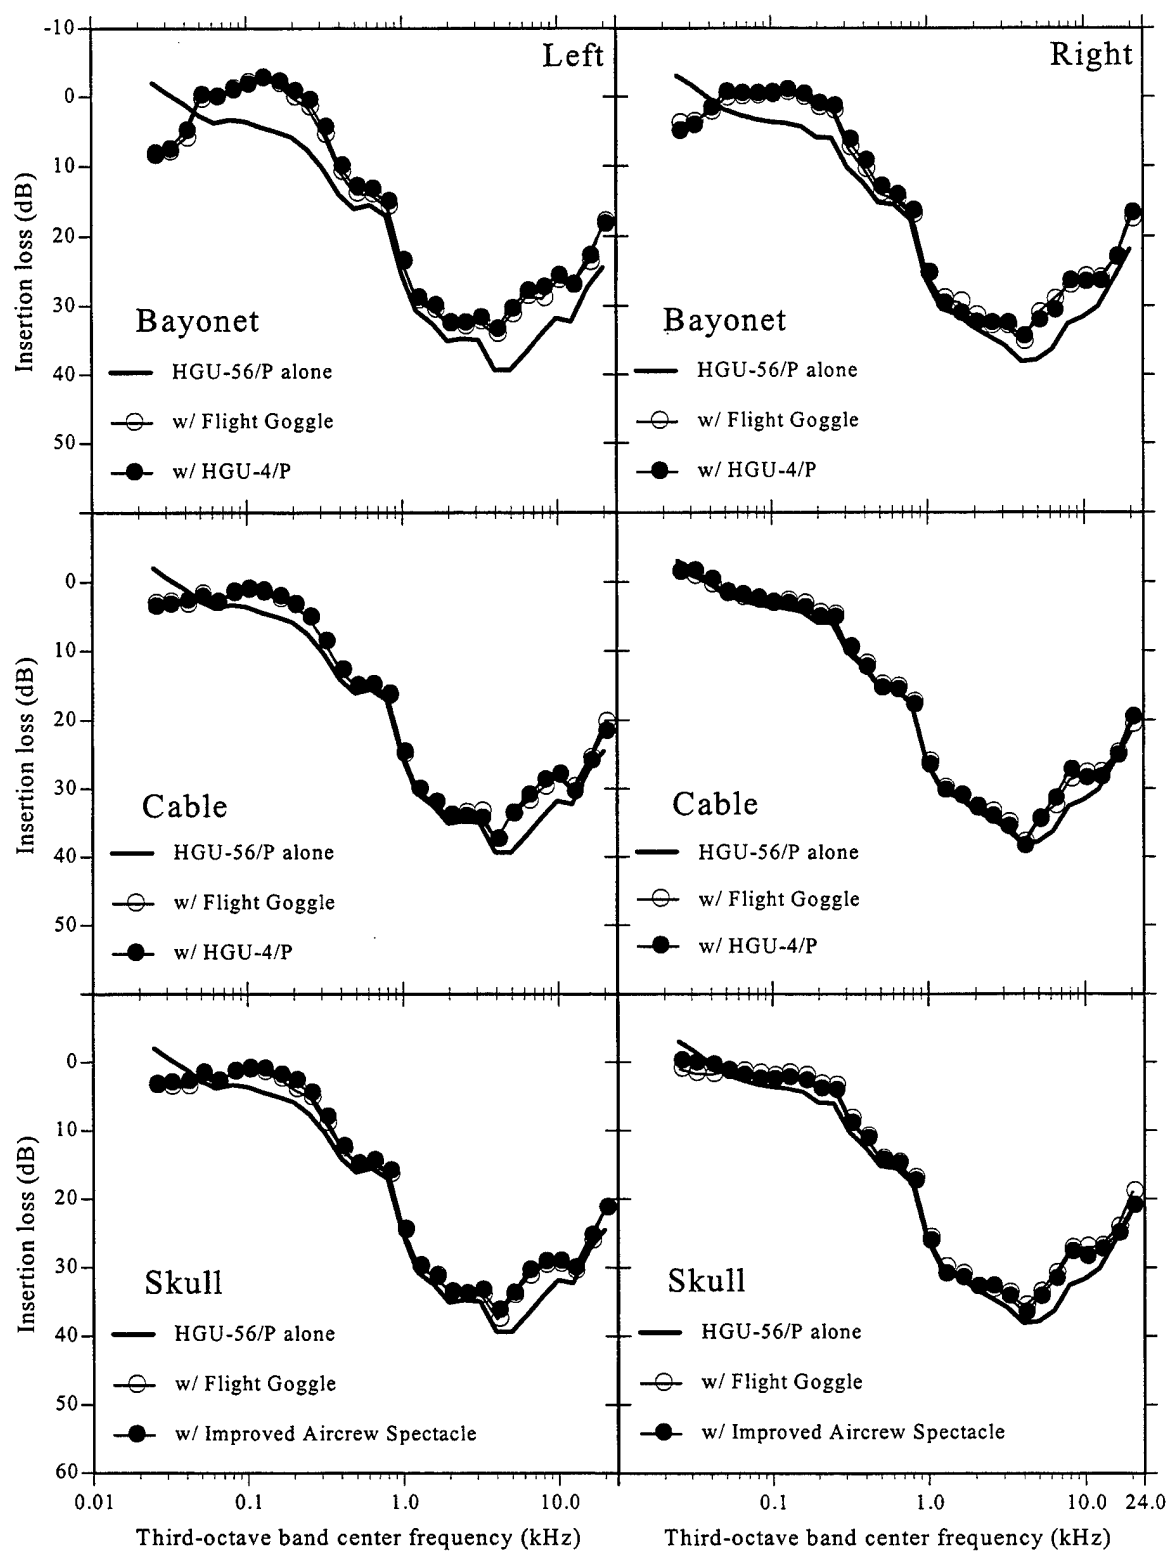 -10
0
10
20
30
40
50
Insertion loss (dB)
Left
Bayonet
HGU-56/P alone
w/ Flight Goggle
w/ HGU-4/P
Right
Bayonet
HGU-56/P alone
w/ Flight Goggle
w/ HGU-4/P
0
10
20
30
40
50
Insertion loss (dB)
Cable
HGU-56/P alone
w/ Flight Goggle
w/ HGU-4/P
Cable
HGU-56/P alone
w/ Flight Goggle
w/ HGU-4/P
0
10
20
30
40
50
60
Insertion loss (dB)
Skull
HGU-56/P alone
w/ Flight Goggle
w/ Improved Aircrew Spectacle
Skull
HGU-56/P alone
w/ Flight Goggle
w/ Improved Aircrew Spectacle
0.01 0.1 1.0 10.0
0.1 1.0 10.0 24.0
Third-octave band center frequency (kHz)
Third-octave band center frequency (kHz)